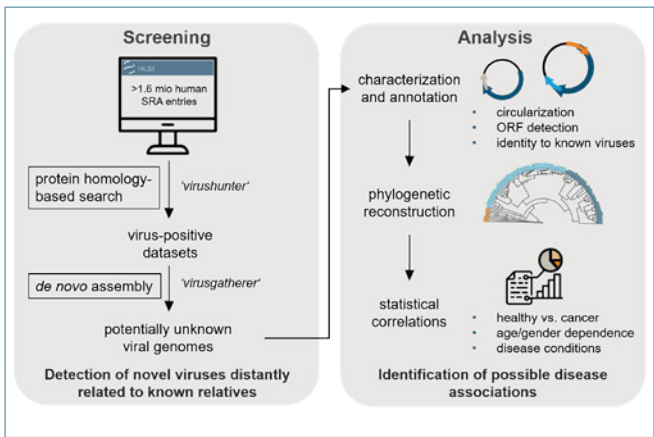 Screening
NCBI
>1.6 mio human
SRA entries
protein homology-
based search
'virushunter'
virus-positive
datasets
de novo assembly
'virusgatherer'
potentially unknown
viral genomes
Detection of novel viruses distantly
related to known relatives
Analysis
characterization
and annotation
• circularization
• ORF detection
• identity to known viruses
phylogenetic
reconstruction
statistical
correlations
• healthy vs. cancer
• age/gender dependence
• disease conditions
Identification of possible disease
associations